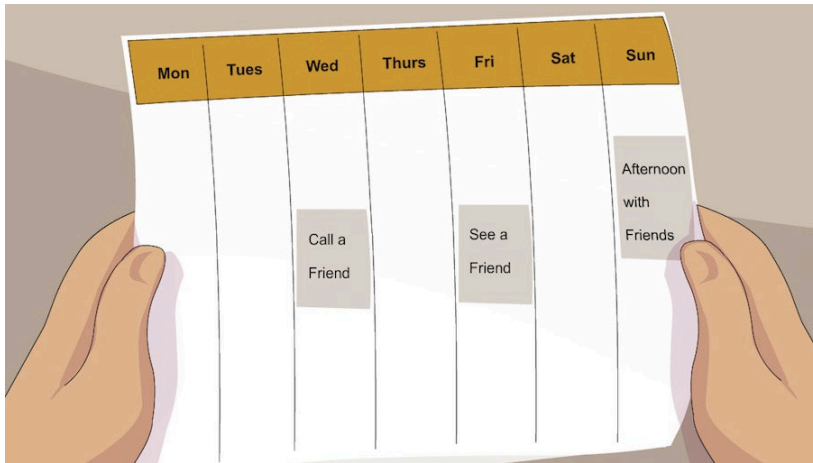 Mon Tues Wed Thurs Fri Sat Sun
Call a
Friend
See a
Friend
Afternoon
with
Friends